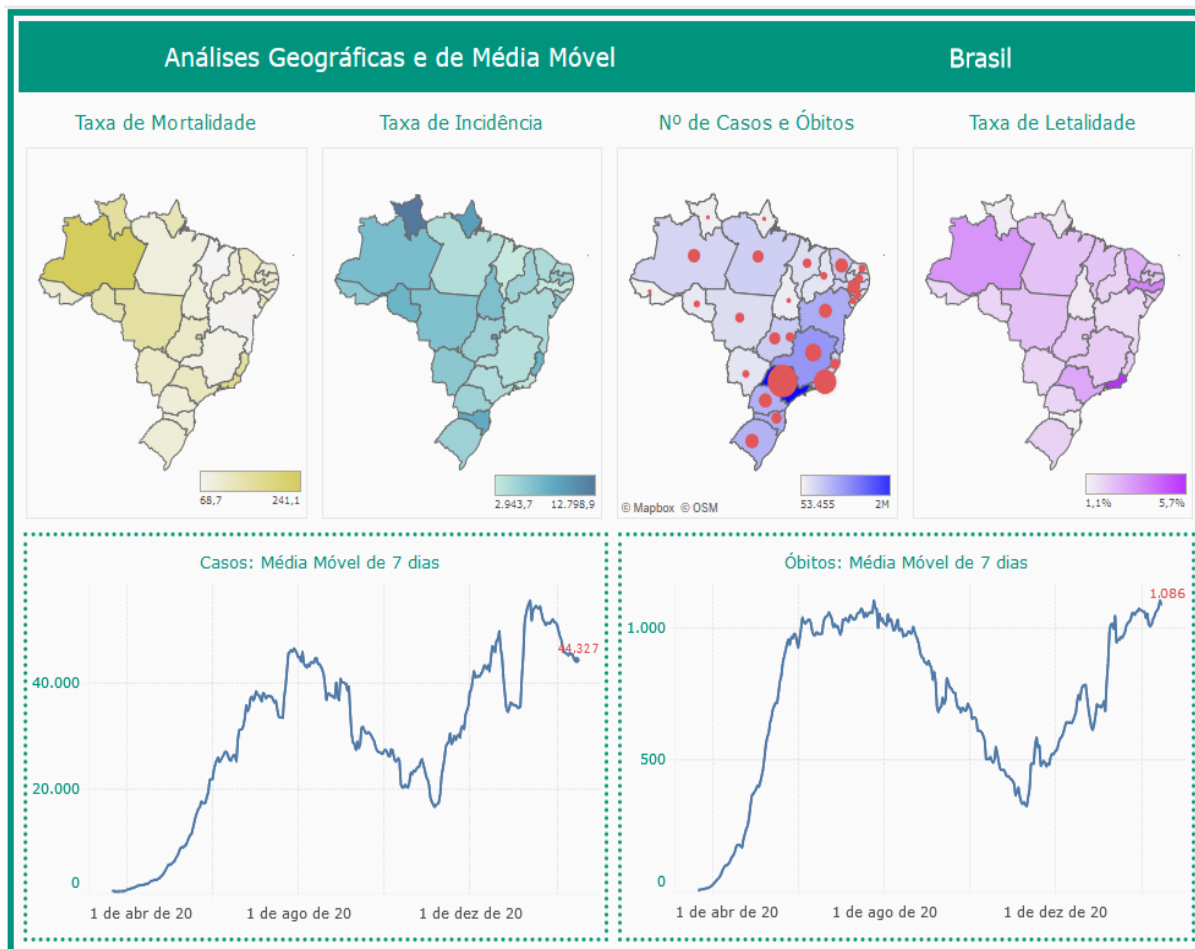 Análises Geográficas e de Média Móvel
Brasil
Taxa de Mortalidade
Taxa de Incidência
Nº de Casos e Óbitos
Taxa de Letalidade
68,7
241,1
2.943,7
12.798,9
© Mapbox © OSM
53.455
2M
1,1%
5,7%
Casos: Média Móvel de 7 dias
44,327
40.000
20.000
0
1 de abr de 20
1 de ago de 20
1 de dez de 20
Óbitos: Média Móvel de 7 dias
1.086
1.000
500
0
1 de abr de 20
1 de ago de 20
1 de dez de 20